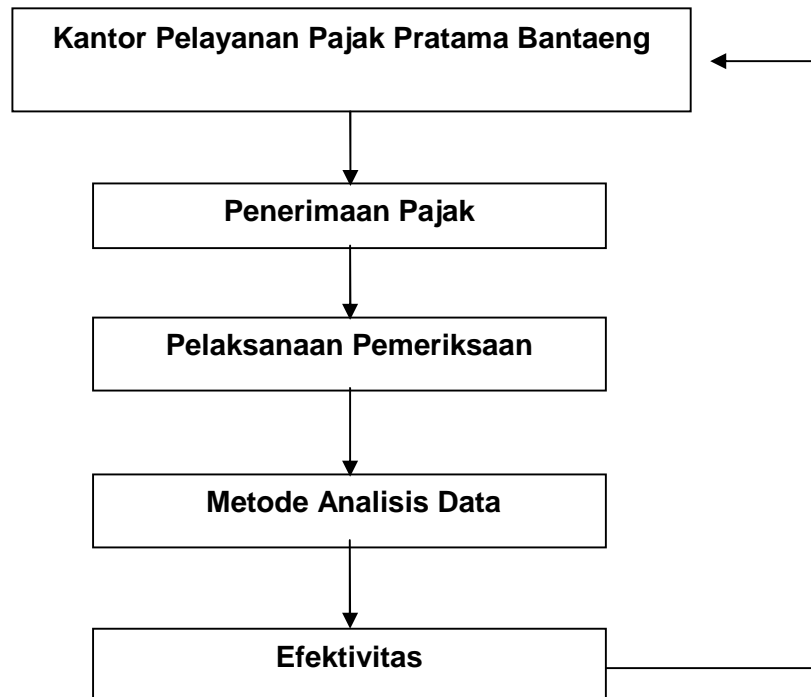 Kantor Pelayanan Pajak Pratama Bantaeng
Penerimaan Pajak
Pelaksanaan Pemeriksaan
Metode Analisis Data
Efektivitas